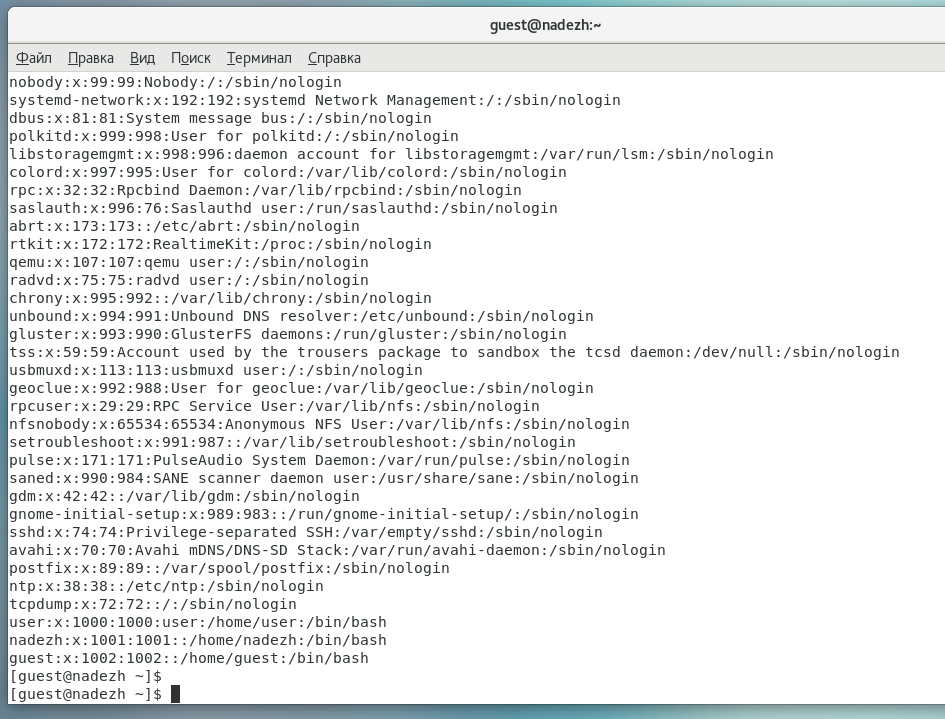 guest@nadezh:~
Файл Правка Вид Поиск Терминал Справка
nobody:x:99:99:Nobody:/:/sbin/nologin
systemd-network:x:192:192:systemd Network Management:/:/sbin/nologin
dbus:x:81:81:System message bus:/:/sbin/nologin
polkitd:x:999:998:User for polkitd:/:/sbin/nologin
libstoragemgmt:x:998:996:daemon account for libstoragemgmt:/var/run/lsm:/sbin/nologin
colord:x:997:995:User for colord:/var/lib/colord:/sbin/nologin
rpc:x:32:32:Rpcbind Daemon:/var/lib/rpcbind:/sbin/nologin
saslauth:x:996:76:Saslauthd user:/run/saslauthd:/sbin/nologin
abrt:x:173:173::/etc/abrt:/sbin/nologin
rtkit:x:172:172:RealtimeKit:/proc:/sbin/nologin
qemu:x:107:107:qemu user:/:/sbin/nologin
radvd:x:75:75:radvd user:/:/sbin/nologin
chrony:x:995:992::/var/lib/chrony:/sbin/nologin
unbound:x:994:991:Unbound DNS resolver:/etc/unbound:/sbin/nologin
gluster:x:993:990:GlusterFS daemons:/run/gluster:/sbin/nologin
tss:x:59:59:Account used by the trousers package to sandbox the tcsd daemon:/dev/null:/sbin/nologin
usbmuxd:x:113:113:usbmuxd user:/:/sbin/nologin
geoclue:x:992:988:User for geoclue:/var/lib/geoclue:/sbin/nologin
rpcuser:x:29:29:RPC Service User:/var/lib/nfs:/sbin/nologin
nfsnobody:x:65534:65534:Anonymous NFS User:/var/lib/nfs:/sbin/nologin
setroubleshoot:x:991:987::/var/lib/setroubleshoot:/sbin/nologin
pulse:x:171:171:PulseAudio System Daemon:/var/run/pulse:/sbin/nologin
saned:x:990:984:SANE scanner daemon user:/usr/share/sane:/sbin/nologin
gdm:x:42:42::/var/lib/gdm:/sbin/nologin
gnome-initial-setup:x:989:983::/run/gnome-initial-setup/:/sbin/nologin
sshd:x:74:74:Privilege-separated SSH:/var/empty/sshd:/sbin/nologin
avahi:x:70:70:Avahi mDNS/DNS-SD Stack:/var/run/avahi-daemon:/sbin/nologin
postfix:x:89:89::/var/spool/postfix:/sbin/nologin
ntp:x:38:38::/etc/ntp:/sbin/nologin
tcpdump:x:72:72::/:/sbin/nologin
user:x:1000:1000:user:/home/user:/bin/bash
nadezh:x:1001:1001::/home/nadezh:/bin/bash
guest:x:1002:1002::/home/guest:/bin/bash
[guest@nadezh ~]$
[guest@nadezh ~]$